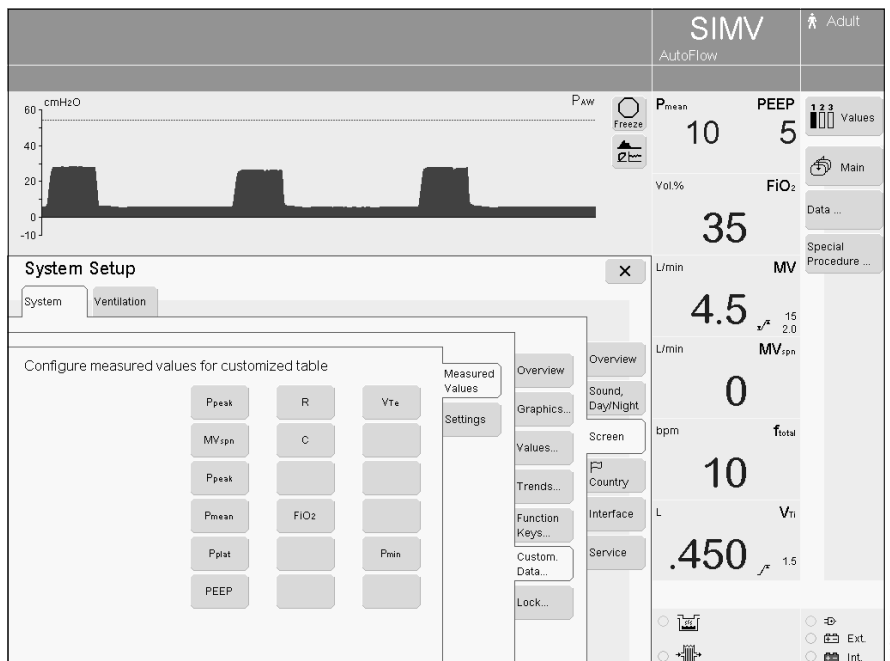 SIMV
AutoFlow
Adult
cmH2O
PAW
60
40
20
0
-10
Freeze
Pmean PEEP
10 5
Vol.% FiO2
35
L/min MV
4.5 15
2.0
L/min MVspn
0
bpm ftotal
10
L VTi
.450 1.5
1 2 3
Values
Main
Data ...
Special
Procedure ...
System Setup
System Ventilation
Configure measured values for customized table
Ppeak R VTe
MVspn C
Ppeak
Pmean FiO2
Pplat Pmin
PEEP
Measured
Values
Settings
Overview
Graphics...
Values...
Trends...
Function
Keys...
Custom.
Data...
Lock...
Overview
Sound,
Day/Night
Screen
Country
Interface
Service
Ext.
Int.